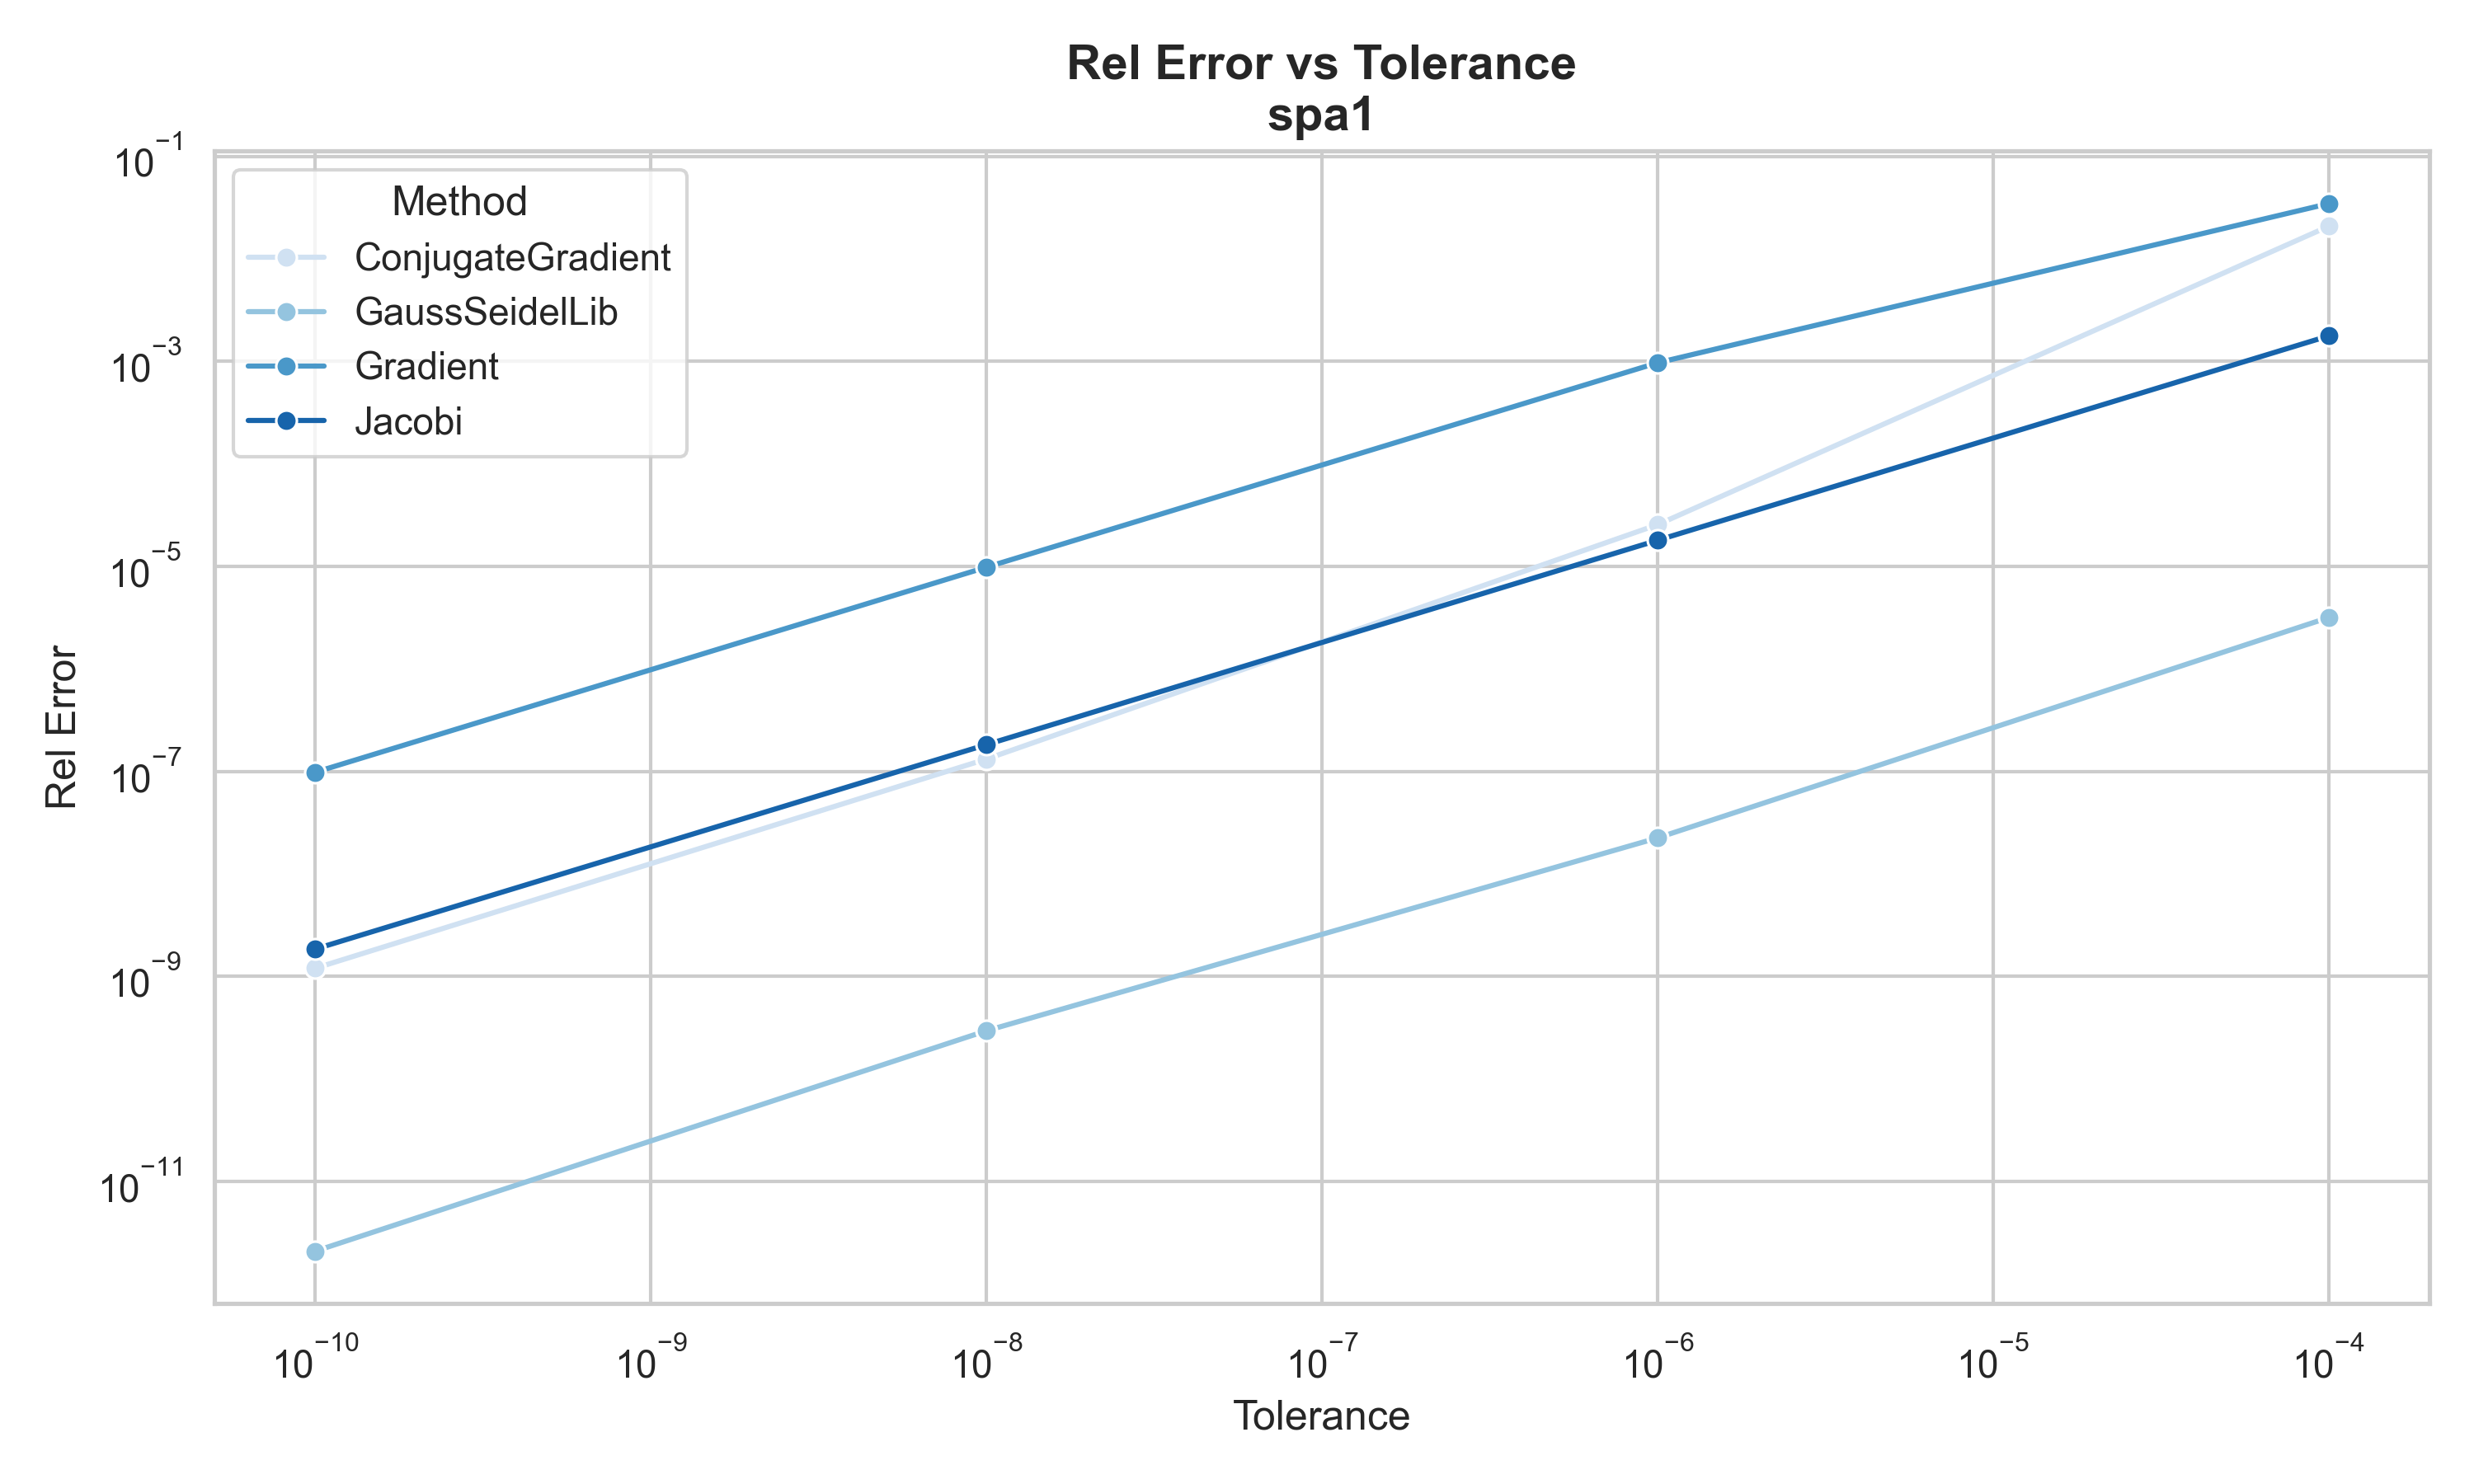 Rel Error vs Tolerance
spa1
Method
ConjugateGradient
GaussSeidelLib
Gradient
Jacobi
Rel Error
10⁻¹
10⁻³
10⁻⁵
10⁻⁷
10⁻⁹
10⁻¹¹
10⁻¹⁰ 10⁻⁹ 10⁻⁸ 10⁻⁷ 10⁻⁶ 10⁻⁵ 10⁻⁴
Tolerance